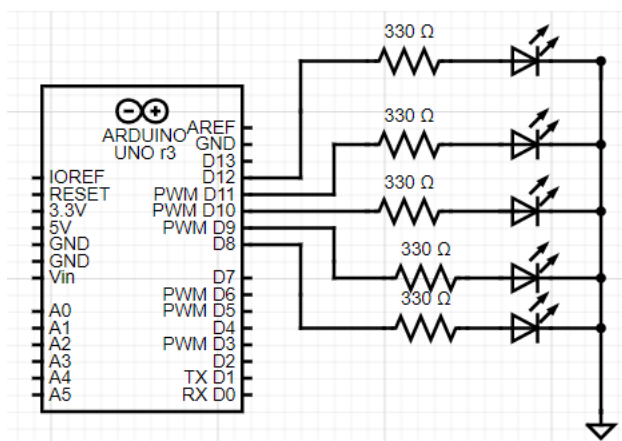 330 Ω
330 Ω
330 Ω
330 Ω
330 Ω
ARDUINO
UNO r3
IOREF
RESET
3.3V
5V
GND
GND
Vin
A0
A1
A2
A3
A4
A5
AREF
GND
D13
D12
PWM D11
PWM D10
PWM D9
D8
D7
PWM D6
PWM D5
D4
PWM D3
D2
TX D1
RX D0